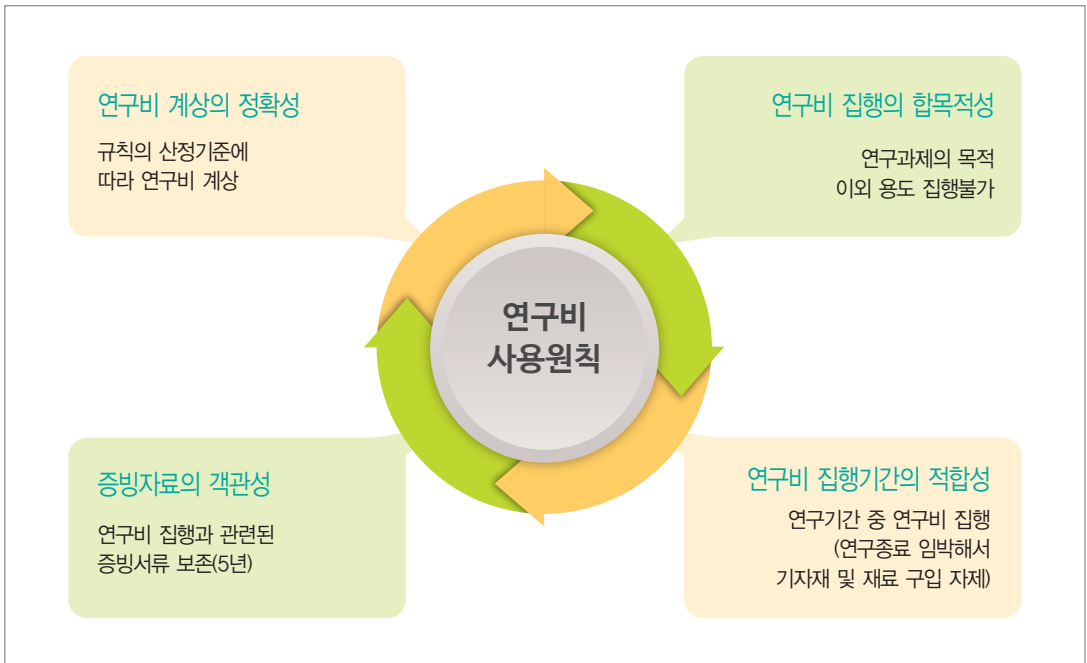 연구비 계상의 정확성
규칙의 산정기준에
따라 연구비 계상
연구비 집행의 합목적성
연구과제의 목적
이외 용도 집행불가
연구비
사용원칙
증빙자료의 객관성
연구비 집행과 관련된
증빙서류 보존(5년)
연구비 집행기간의 적합성
연구기간 중 연구비 집행
(연구종료 임박해서
기자재 및 재료 구입 자제)